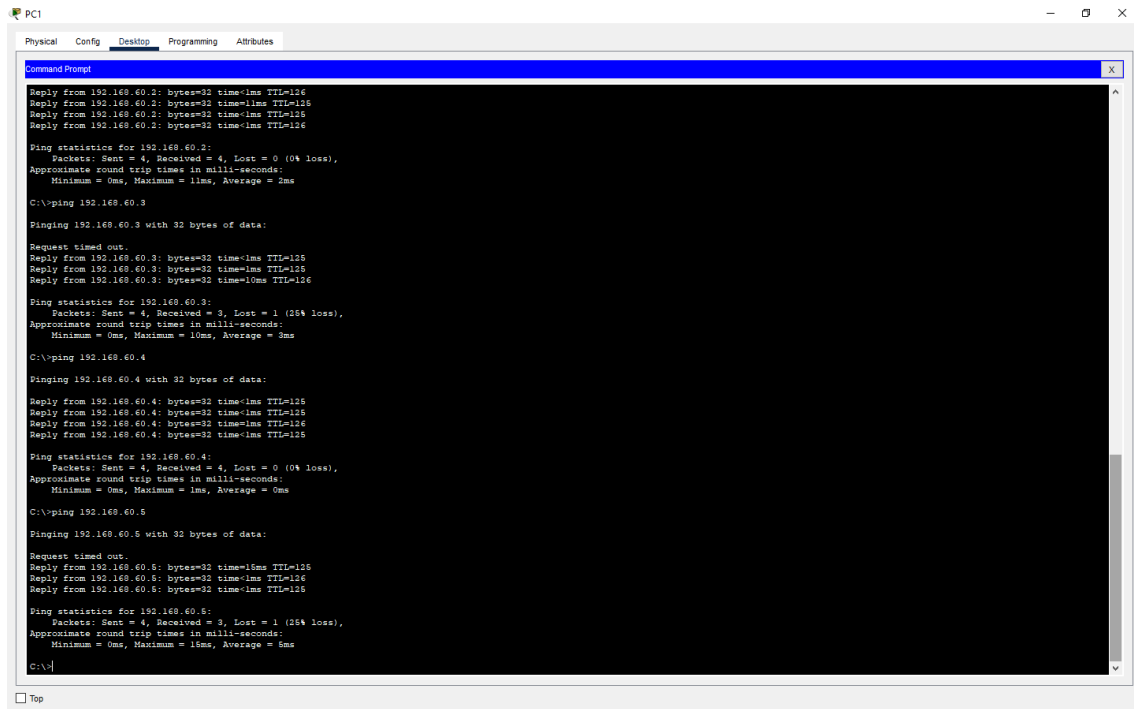 PC1
Physical Config Desktop Programming Attributes
Command Prompt
X
Reply from 192.168.60.2: bytes=32 time<1ms TTL=126
Reply from 192.168.60.2: bytes=32 time=11ms TTL=125
Reply from 192.168.60.2: bytes=32 time<1ms TTL=125
Reply from 192.168.60.2: bytes=32 time<1ms TTL=126
Ping statistics for 192.168.60.2:
Packets: Sent = 4, Received = 4, Lost = 0 (0% loss),
Approximate round trip times in milli-seconds:
Minimum = 0ms, Maximum = 11ms, Average = 2ms
C:\>ping 192.168.60.3
Pinging 192.168.60.3 with 32 bytes of data:
Request timed out.
Reply from 192.168.60.3: bytes=32 time<1ms TTL=125
Reply from 192.168.60.3: bytes=32 time=1ms TTL=125
Reply from 192.168.60.3: bytes=32 time=10ms TTL=126
Ping statistics for 192.168.60.3:
Packets: Sent = 4, Received = 3, Lost = 1 (25% loss),
Approximate round trip times in milli-seconds:
Minimum = 0ms, Maximum = 10ms, Average = 3ms
C:\>ping 192.168.60.4
Pinging 192.168.60.4 with 32 bytes of data:
Reply from 192.168.60.4: bytes=32 time<1ms TTL=125
Reply from 192.168.60.4: bytes=32 time<1ms TTL=125
Reply from 192.168.60.4: bytes=32 time=1ms TTL=126
Reply from 192.168.60.4: bytes=32 time<1ms TTL=125
Ping statistics for 192.168.60.4:
Packets: Sent = 4, Received = 4, Lost = 0 (0% loss),
Approximate round trip times in milli-seconds:
Minimum = 0ms, Maximum = 1ms, Average = 0ms
C:\>ping 192.168.60.5
Pinging 192.168.60.5 with 32 bytes of data:
Request timed out.
Reply from 192.168.60.5: bytes=32 time=15ms TTL=125
Reply from 192.168.60.5: bytes=32 time<1ms TTL=126
Reply from 192.168.60.5: bytes=32 time<1ms TTL=125
Ping statistics for 192.168.60.5:
Packets: Sent = 4, Received = 3, Lost = 1 (25% loss),
Approximate round trip times in milli-seconds:
Minimum = 0ms, Maximum = 15ms, Average = 5ms
C:\>
Top